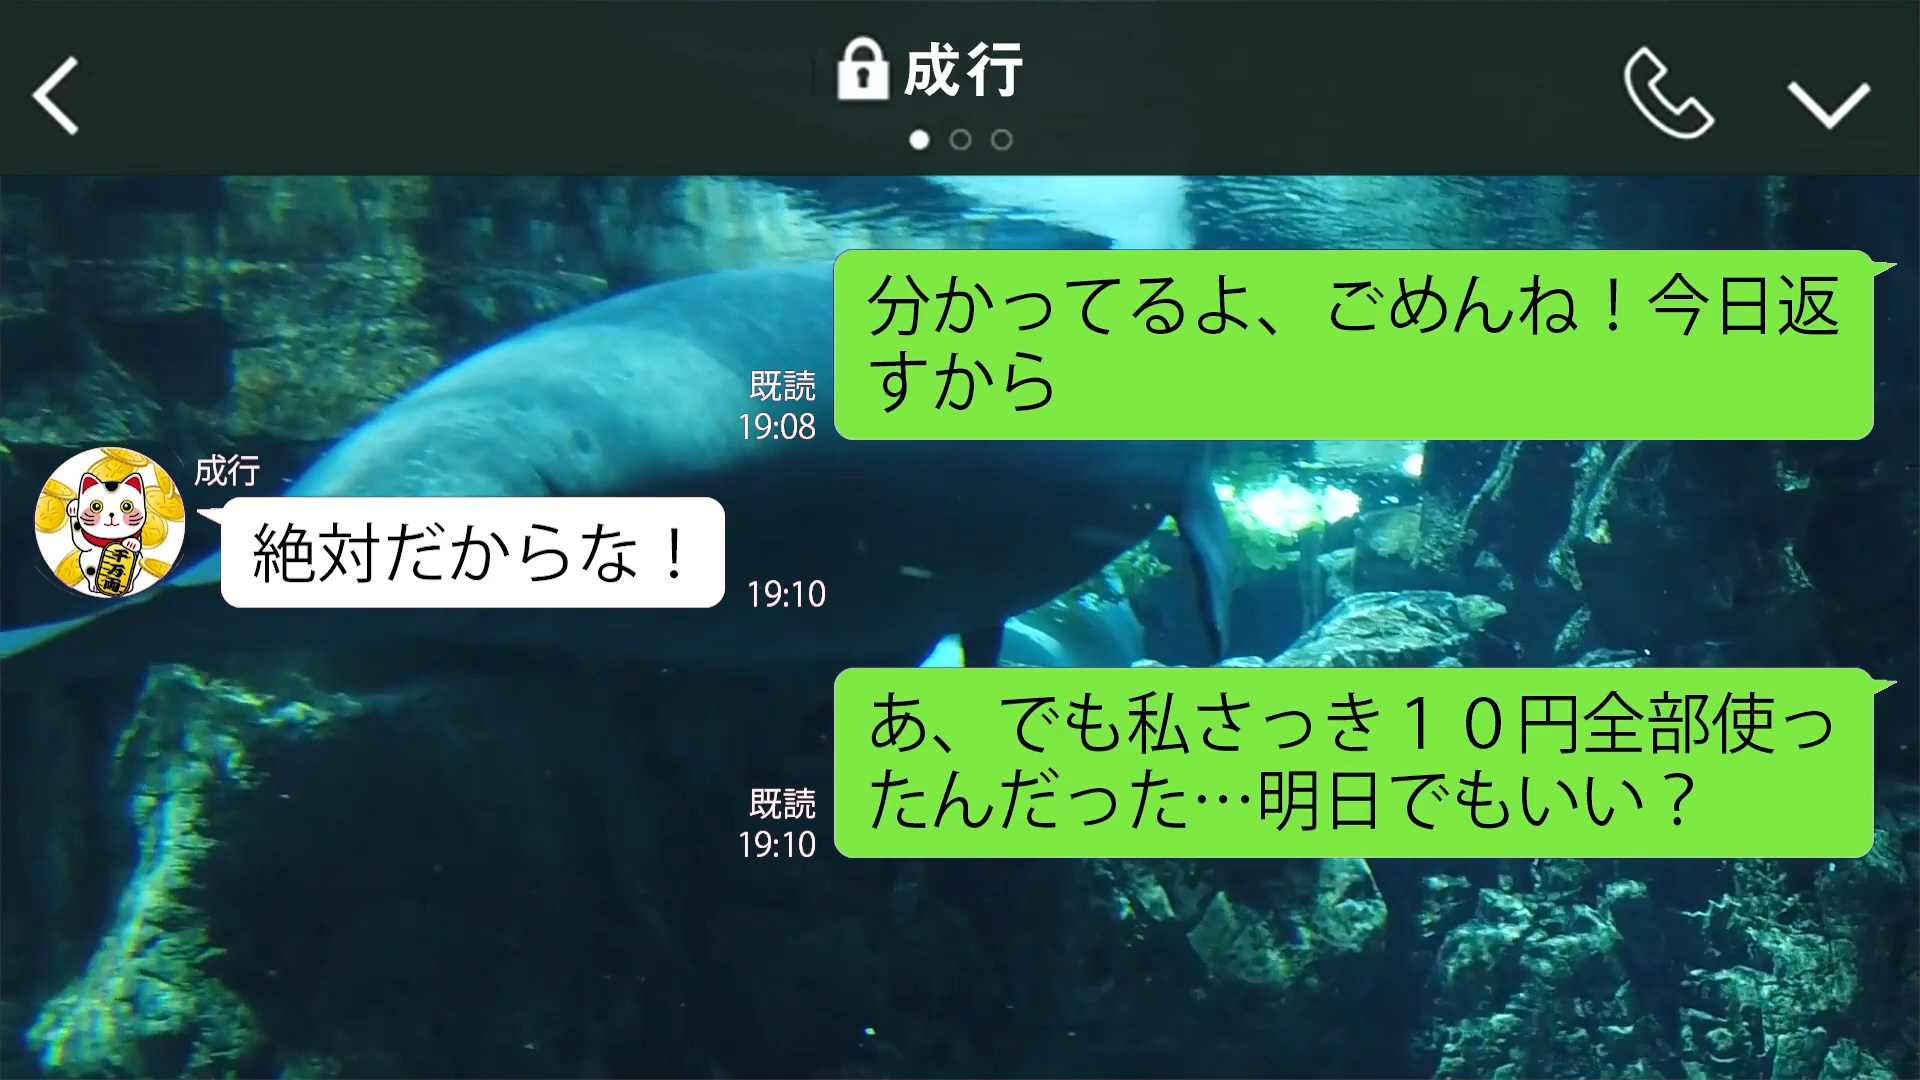 成行
分かってるよ、ごめんね！今日返
すから
既読
19:08
成行
千万両
絶対だからな！
19:10
あ、でも私さっき１０円全部使っ
たんだった…明日でもいい？
既読
19:10